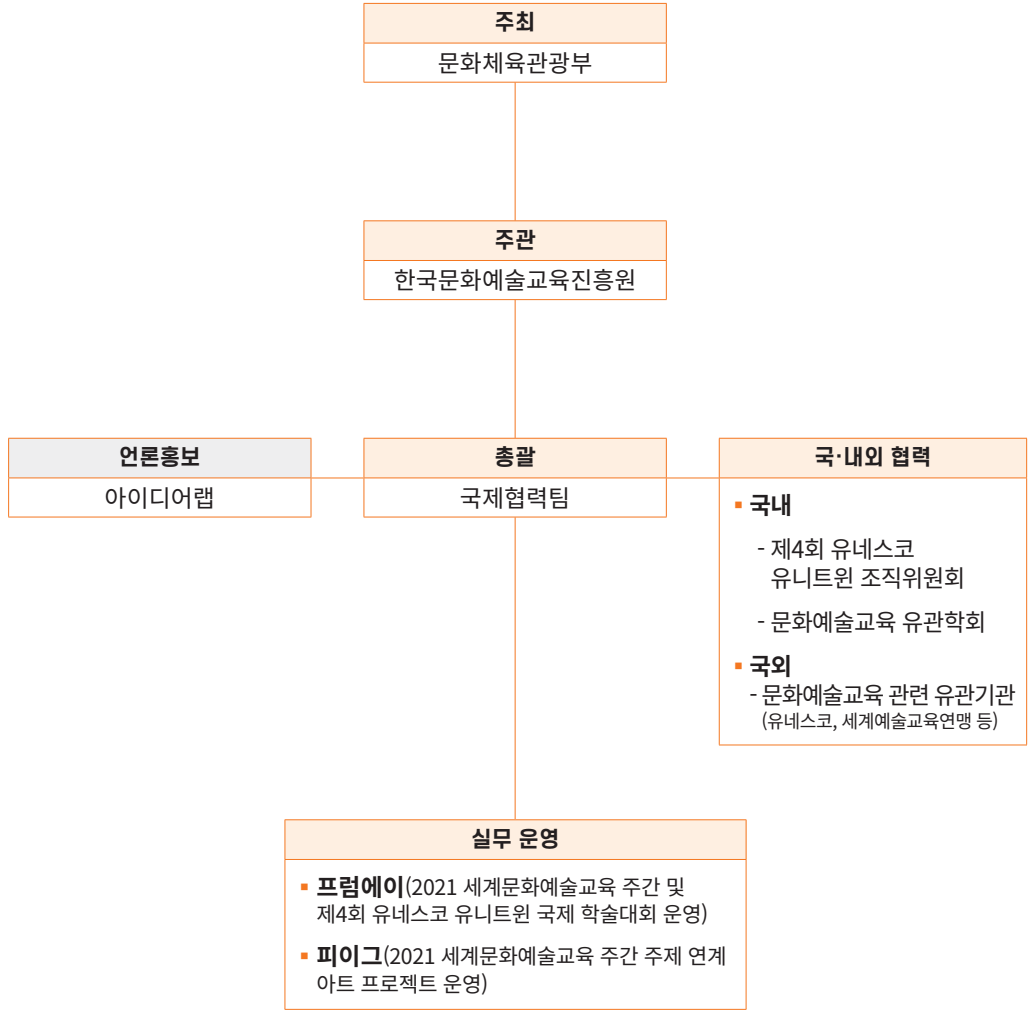 주최
문화체육관광부
주관
한국문화예술교육진흥원
언론홍보
아이디어랩
총괄
국제협력팀
국·내외 협력
▪ 국내
- 제4회 유네스코
유니트윈 조직위원회
- 문화예술교육 유관학회
▪ 국외
- 문화예술교육 관련 유관기관
(유네스코, 세계예술교육연맹 등)
실무 운영
▪ 프럼에이(2021 세계문화예술교육 주간 및
제4회 유네스코 유니트윈 국제 학술대회 운영)
▪ 피이그(2021 세계문화예술교육 주간 주제 연계
아트 프로젝트 운영)